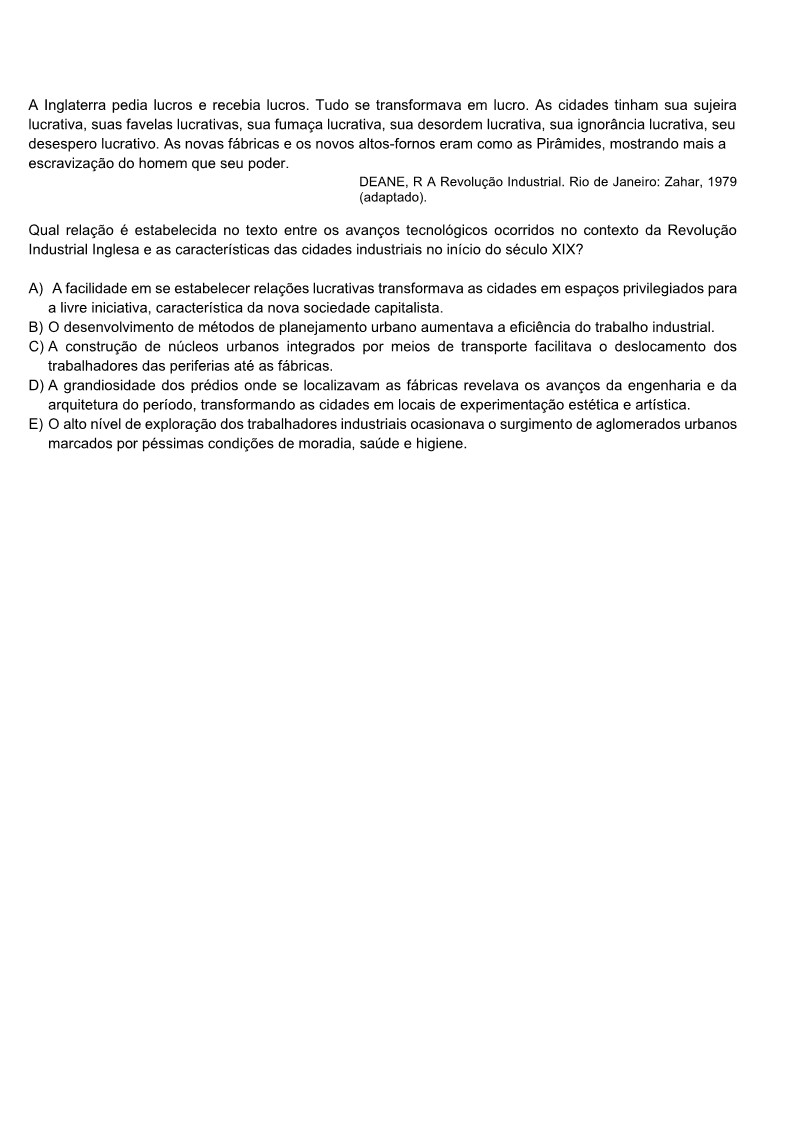 A Inglaterra pedia lucros e recebia lucros. Tudo se transformava em lucro. As cidades tinham sua sujeira
lucrativa, suas favelas lucrativas, sua fumaça lucrativa, sua desordem lucrativa, sua ignorância lucrativa, seu
desespero lucrativo. As novas fábricas e os novos altos-fornos eram como as Pirâmides, mostrando mais a
escravização do homem que seu poder.
DEANE, R A Revolução Industrial. Rio de Janeiro: Zahar, 1979
(adaptado).
Qual relação é estabelecida no texto entre os avanços tecnológicos ocorridos no contexto da Revolução
Industrial Inglesa e as características das cidades industriais no início do século XIX?
A) A facilidade em se estabelecer relações lucrativas transformava as cidades em espaços privilegiados para
a livre iniciativa, característica da nova sociedade capitalista.
B) O desenvolvimento de métodos de planejamento urbano aumentava a eficiência do trabalho industrial.
C) A construção de núcleos urbanos integrados por meios de transporte facilitava o deslocamento dos
trabalhadores das periferias até as fábricas.
D) A grandiosidade dos prédios onde se localizavam as fábricas revelava os avanços da engenharia e da
arquitetura do período, transformando as cidades em locais de experimentação estética e artística.
E) O alto nível de exploração dos trabalhadores industriais ocasionava o surgimento de aglomerados urbanos
marcados por péssimas condições de moradia, saúde e higiene.